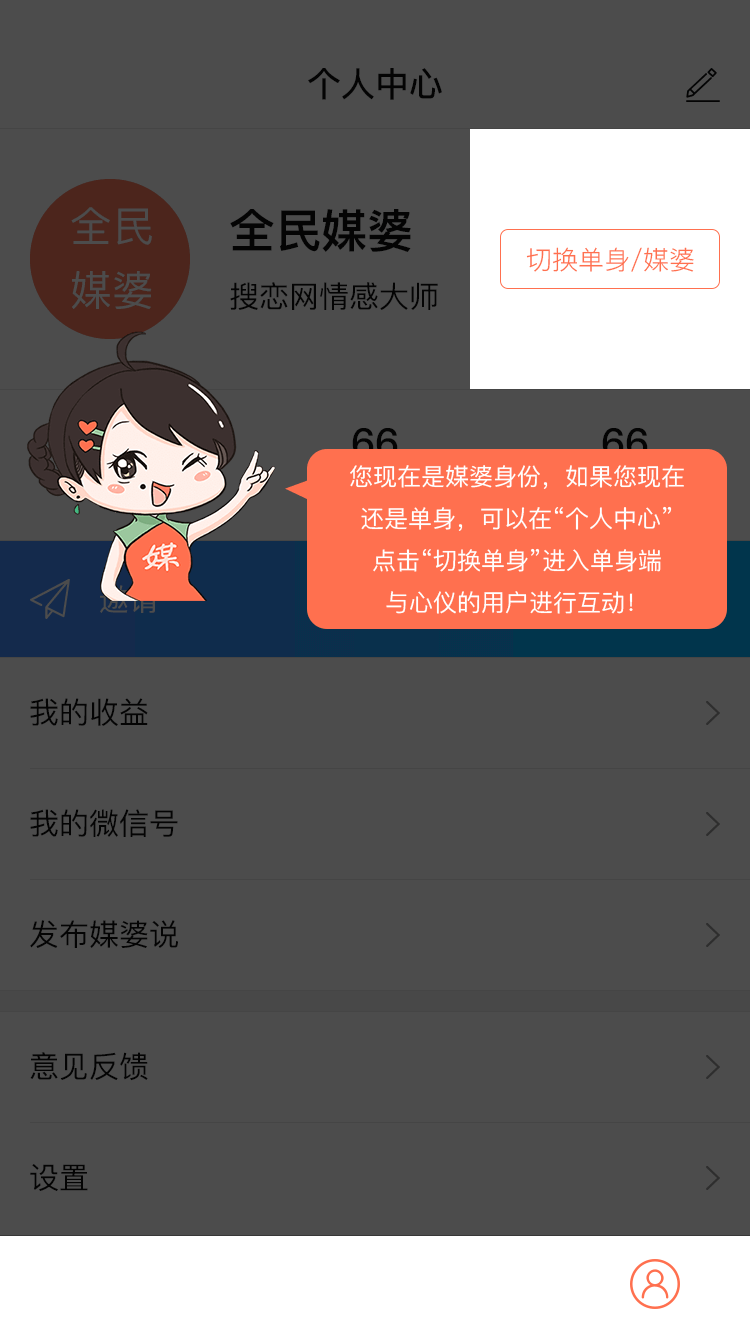 个人中心
全民
媒婆
全民媒婆
搜恋网情感大师
切换单身/媒婆
66
66
您现在是媒婆身份，如果您现在
还是单身，可以在“个人中心”
点击“切换单身”进入单身端
与心仪的用户进行互动！
媒
邀请
我的收益
我的微信号
发布媒婆说
意见反馈
设置